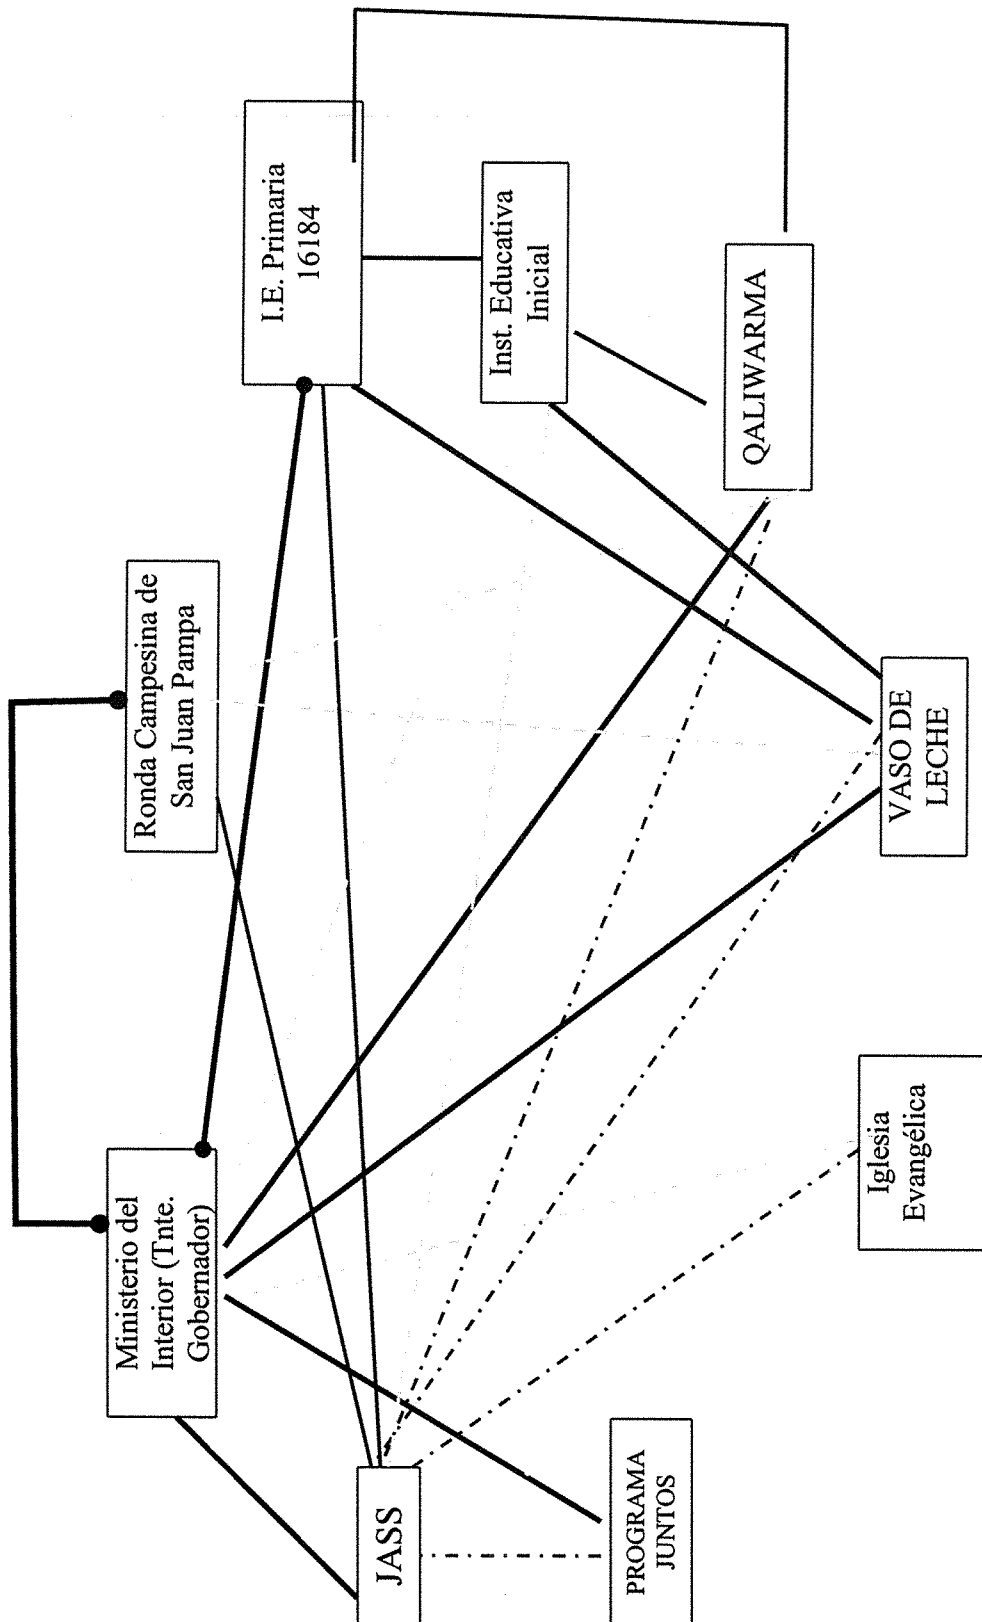 Ministerio del
Interior (Tnte.
Gobernador)
Ronda Campesina de
San Juan Pampa
I.E. Primaria
16184
JASS
Inst. Educativa
Inicial
PROGRAMA
JUNTOS
QALIWARMA
Iglesia
Evangélica
VASO DE
LECHE